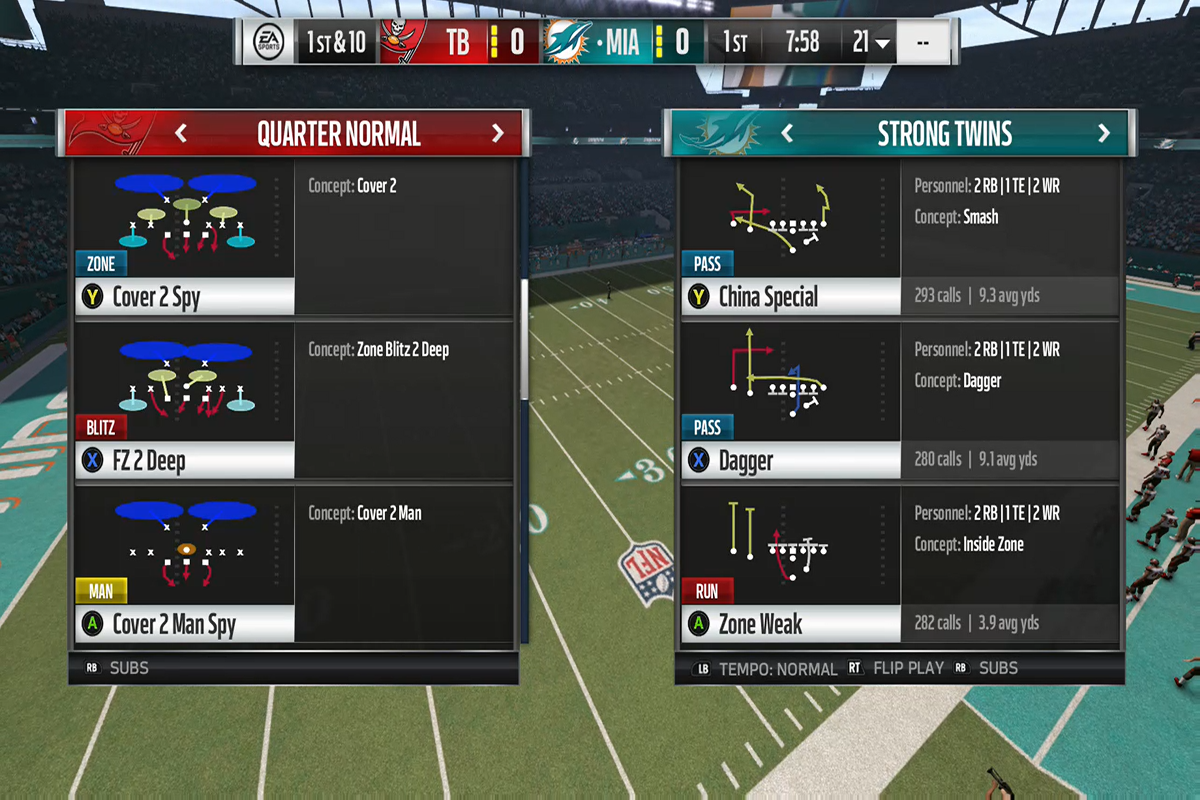 EA SPORTS 1ST & 10 TB 0 MIA 0 1ST 7:58 21 --
QUARTER NORMAL
Concept: Cover 2
ZONE
Y Cover 2 Spy
Concept: Zone Blitz 2 Deep
BLITZ
X FZ 2 Deep
Concept: Cover 2 Man
MAN
A Cover 2 Man Spy
RB SUBS
STRONG TWINS
Personnel: 2 RB | 1 TE | 2 WR
Concept: Smash
PASS
Y China Special
293 calls | 9.3 avg yds
Personnel: 2 RB | 1 TE | 2 WR
Concept: Dagger
PASS
X Dagger
280 calls | 9.1 avg yds
Personnel: 2 RB | 1 TE | 2 WR
Concept: Inside Zone
RUN
A Zone Weak
282 calls | 3.9 avg yds
LB TEMPO: NORMAL RT FLIP PLAY RB SUBS
NFL